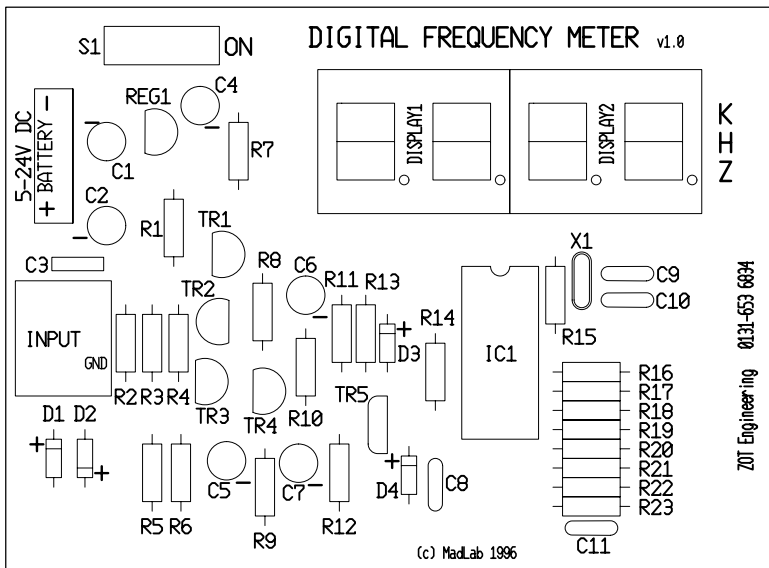 S1 ON
DIGITAL FREQUENCY METER v1.0
REG1
C4
DISPLAY1
DISPLAY2
K
H
Z
5-24V DC
+ BATTERY -
- C1
R7
- C2
R1
TR1
C3
R8
C6
R11
R13
X1
C9
C10
TR2
R14
R15
INPUT
GND
D3
IC1
R2
R3
R4
TR3
TR4
R10
TR5
R16
R17
R18
R19
R20
R21
R22
R23
D1
D2
C5
C7
D4
C8
R5
R6
R9
R12
C11
(c) MadLab 1996
ZOT Engineering 0131-653 6834